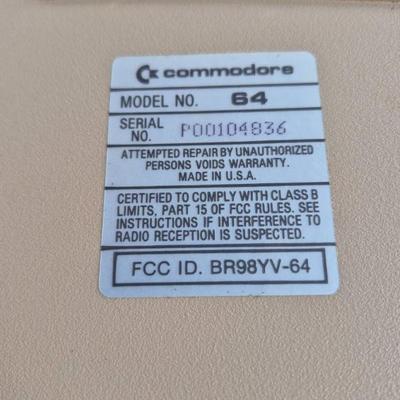 commodore
MODEL NO. 64
SERIAL NO. P00104836
ATTEMPTED REPAIR BY UNAUTHORIZED
PERSONS VOIDS WARRANTY.
MADE IN U.S.A.
CERTIFIED TO COMPLY WITH CLASS B
LIMITS, PART 15 OF FCC RULES. SEE
INSTRUCTIONS IF INTERFERENCE TO
RADIO RECEPTION IS SUSPECTED.
FCC ID. BR98YV-64